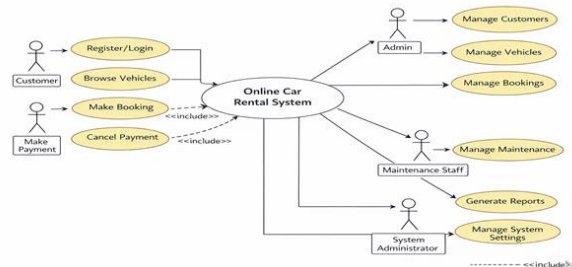 Customer
Register/Login
Browse Vehicles
Make
Payment
Make Booking
<<include>>
Cancel Payment
<<include>>
Online Car
Rental System
Admin
Manage Customers
Manage Vehicles
Manage Bookings
Maintenance Staff
Manage Maintenance
Generate Reports
System
Administrator
Manage System
Settings
<<include>>